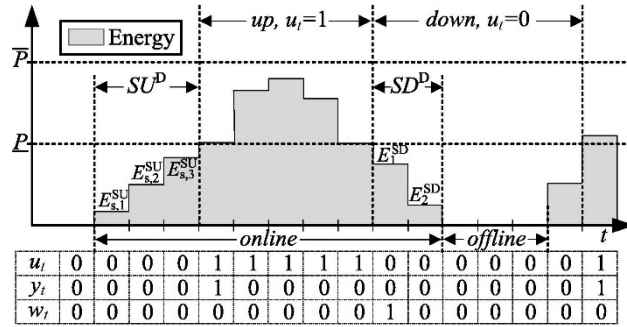 up, u_t=1 down, u_t=0
P̅
Energy
SU^D SD^D
P̲
E_{s,1}^{SU} E_{s,2}^{SU} E_{s,3}^{SU} E_1^{SD} E_2^{SD}
online offline t
u_t 0 0 0 0 1 1 1 1 1 0 0 0 0 0 0 1
y_t 0 0 0 0 1 0 0 0 0 0 0 0 0 0 0 1
w_t 0 0 0 0 0 0 0 0 0 1 0 0 0 0 0 0